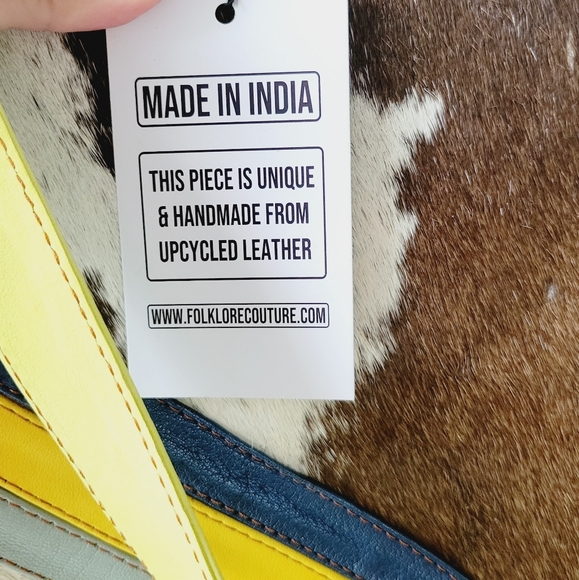 MADE IN INDIA
THIS PIECE IS UNIQUE
& HANDMADE FROM
UPCYCLED LEATHER
WWW.FOLKLORECOUTURE.COM